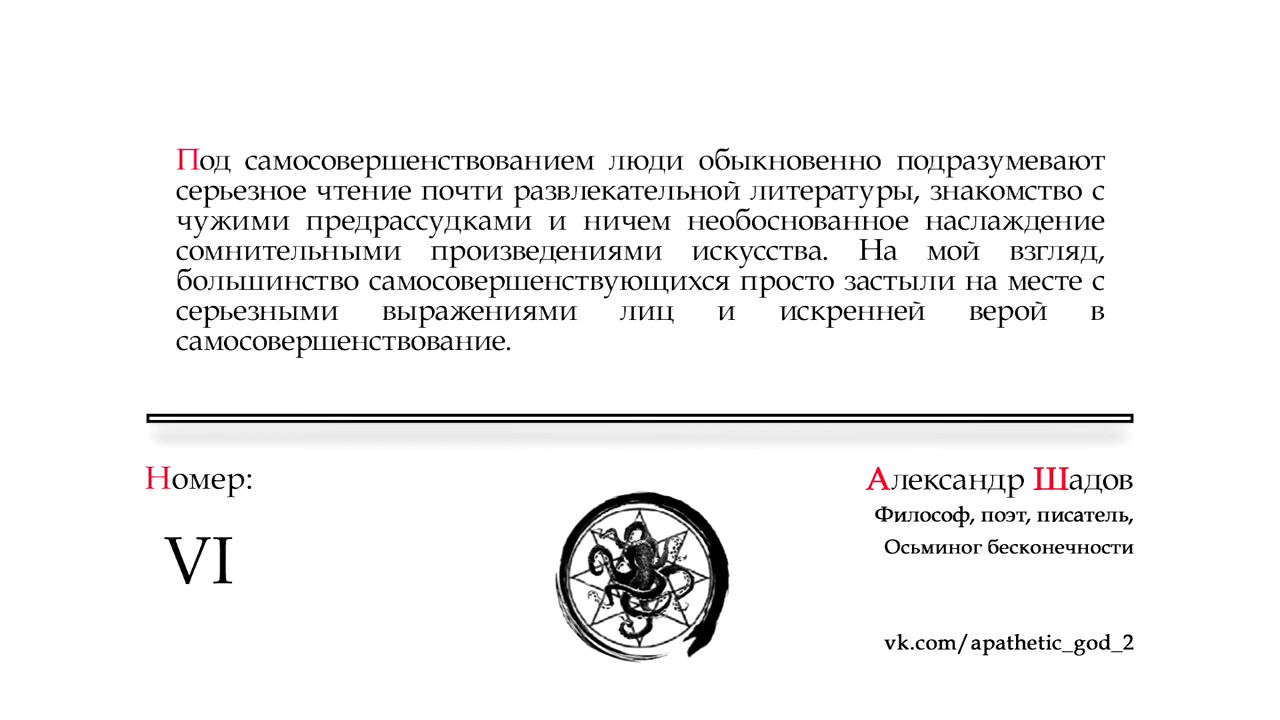 Под самосовершенствованием люди обыкновенно подразумевают
серьезное чтение почти развлекательной литературы, знакомство с
чужими предрассудками и ничем необоснованное наслаждение
сомнительными произведениями искусства. На мой взгляд,
большинство самосовершенствующихся просто застыли на месте с
серьезными выражениями лиц и искренней верой в
самосовершенствование.
Номер:
VI
Александр Шадов
Философ, поэт, писатель,
Осьминог бесконечности
vk.com/apathetic_god_2